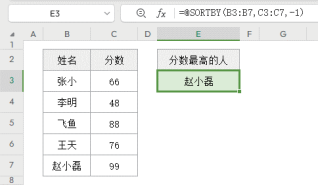 E3 fx =@SORTBY(B3:B7,C3:C7,-1)
A B C D E F G
1
2 姓名 分数 分数最高的人
3 张小 66 赵小磊
4 李明 48
5 飞鱼 88
6 王天 76
7 赵小磊 99
8